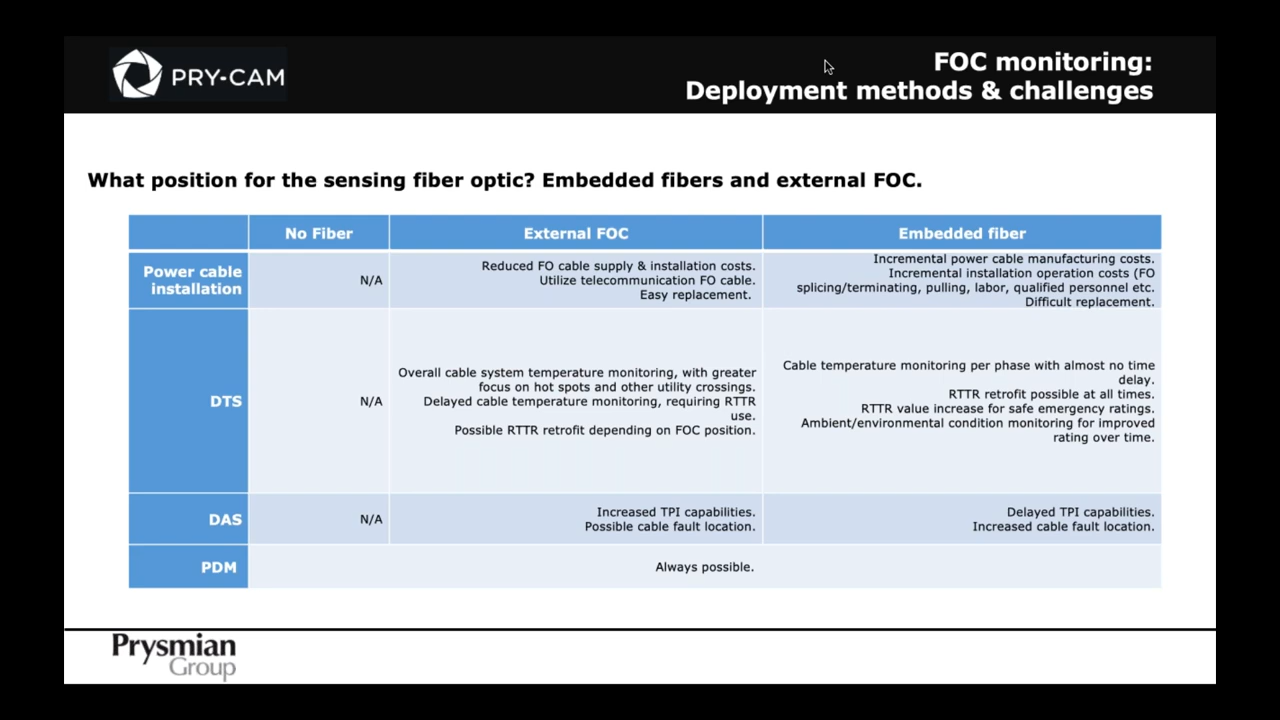 PRY-CAM
FOC monitoring:
Deployment methods & challenges
What position for the sensing fiber optic? Embedded fibers and external FOC.
No Fiber
External FOC
Embedded fiber
Power cable
installation
N/A
Reduced FO cable supply & installation costs.
Utilize telecommunication FO cable.
Easy replacement.
Incremental power cable manufacturing costs.
Incremental installation operation costs (FO
splicing/terminating, pulling, labor, qualified personnel etc.
Difficult replacement.
DTS
N/A
Overall cable system temperature monitoring, with greater
focus on hot spots and other utility crossings.
Delayed cable temperature monitoring, requiring RTTR
use.
Possible RTTR retrofit depending on FOC position.
Cable temperature monitoring per phase with almost no time
delay.
RTTR retrofit possible at all times.
RTTR value increase for safe emergency ratings.
Ambient/environmental condition monitoring for improved
rating over time.
DAS
N/A
Increased TPI capabilities.
Possible cable fault location.
Delayed TPI capabilities.
Increased cable fault location.
PDM
Always possible.
Prysmian
Group